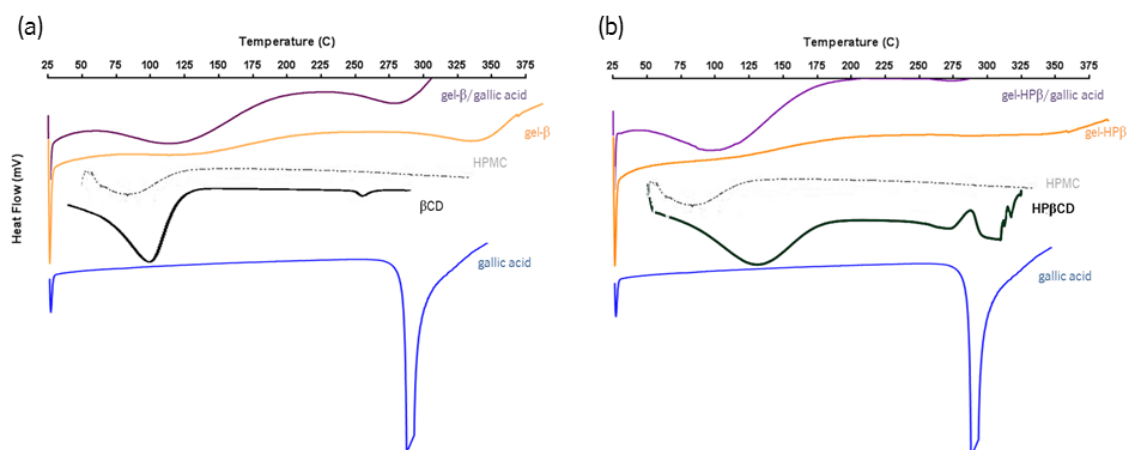 (a)
Temperature (C)
25 50 75 100 125 150 175 200 225 250 275 300 325 350 375
gel-β/gallic acid
gel-β
HPMC
βCD
gallic acid
Heat Flow (mV)
(b)
Temperature (C)
25 50 75 100 125 150 175 200 225 250 275 300 325 350 375
gel-HPβ/gallic acid
gel-HPβ
HPMC
HPβCD
gallic acid